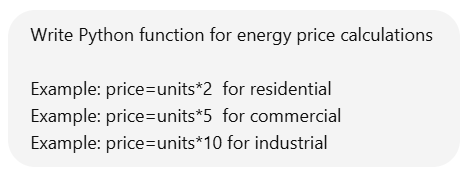 Write Python function for energy price calculations
Example: price=units*2  for residential
Example: price=units*5  for commercial
Example: price=units*10 for industrial